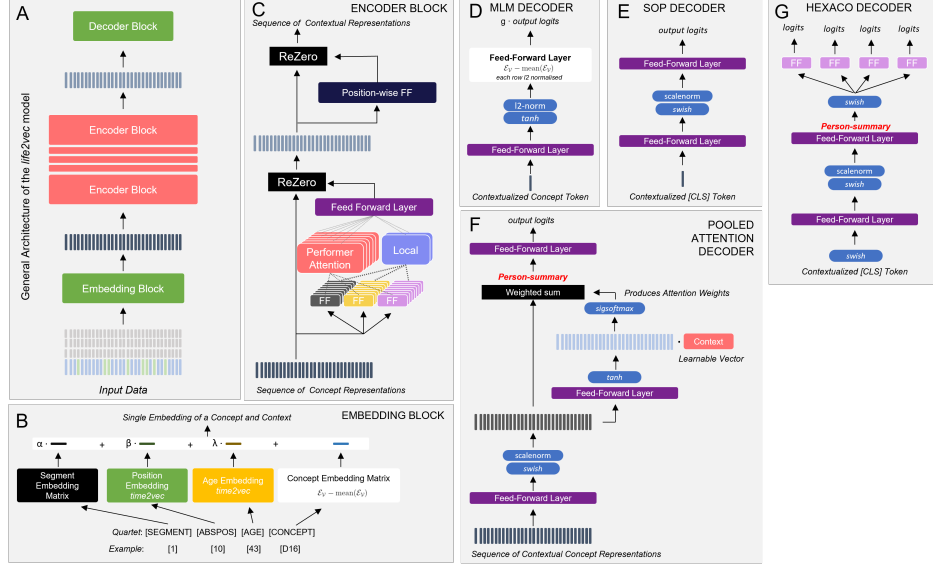 A
Decoder Block
Encoder Block
Encoder Block
Embedding Block
Input Data
General Architecture of the life2vec model
C
ENCODER BLOCK
Sequence of Contextual Representations
ReZero
Position-wise FF
ReZero
Feed Forward Layer
Performer
Attention
Local
FF
FF
FF
Sequence of Concept Representations
D
MLM DECODER
g · output logits
Feed-Forward Layer
ℰ𝒱 − mean(ℰ𝒱)
each row l2 normalised
l2-norm
tanh
Feed-Forward Layer
Contextualized Concept Token
E
SOP DECODER
output logits
Feed-Forward Layer
scalenorm
swish
Feed-Forward Layer
Contextualized [CLS] Token
G
HEXACO DECODER
logits
logits
logits
logits
FF
FF
FF
FF
swish
Person-summary
Feed-Forward Layer
scalenorm
swish
Feed-Forward Layer
swish
Contextualized [CLS] Token
F
POOLED
ATTENTION
DECODER
output logits
Feed-Forward Layer
Person-summary
Weighted sum
Produces Attention Weights
sigsoftmax
· Context
Learnable Vector
tanh
Feed-Forward Layer
scalenorm
swish
Feed-Forward Layer
Sequence of Contextual Concept Representations
B
EMBEDDING BLOCK
Single Embedding of a Concept and Context
α · + β · + λ · +
Segment
Embedding
Matrix
Position
Embedding
time2vec
Age Embedding
time2vec
Concept Embedding Matrix
ℰ𝒱 − mean(ℰ𝒱)
Quartet: [SEGMENT] [ABSPOS] [AGE] [CONCEPT]
Example: [1] [10] [43] [D16]